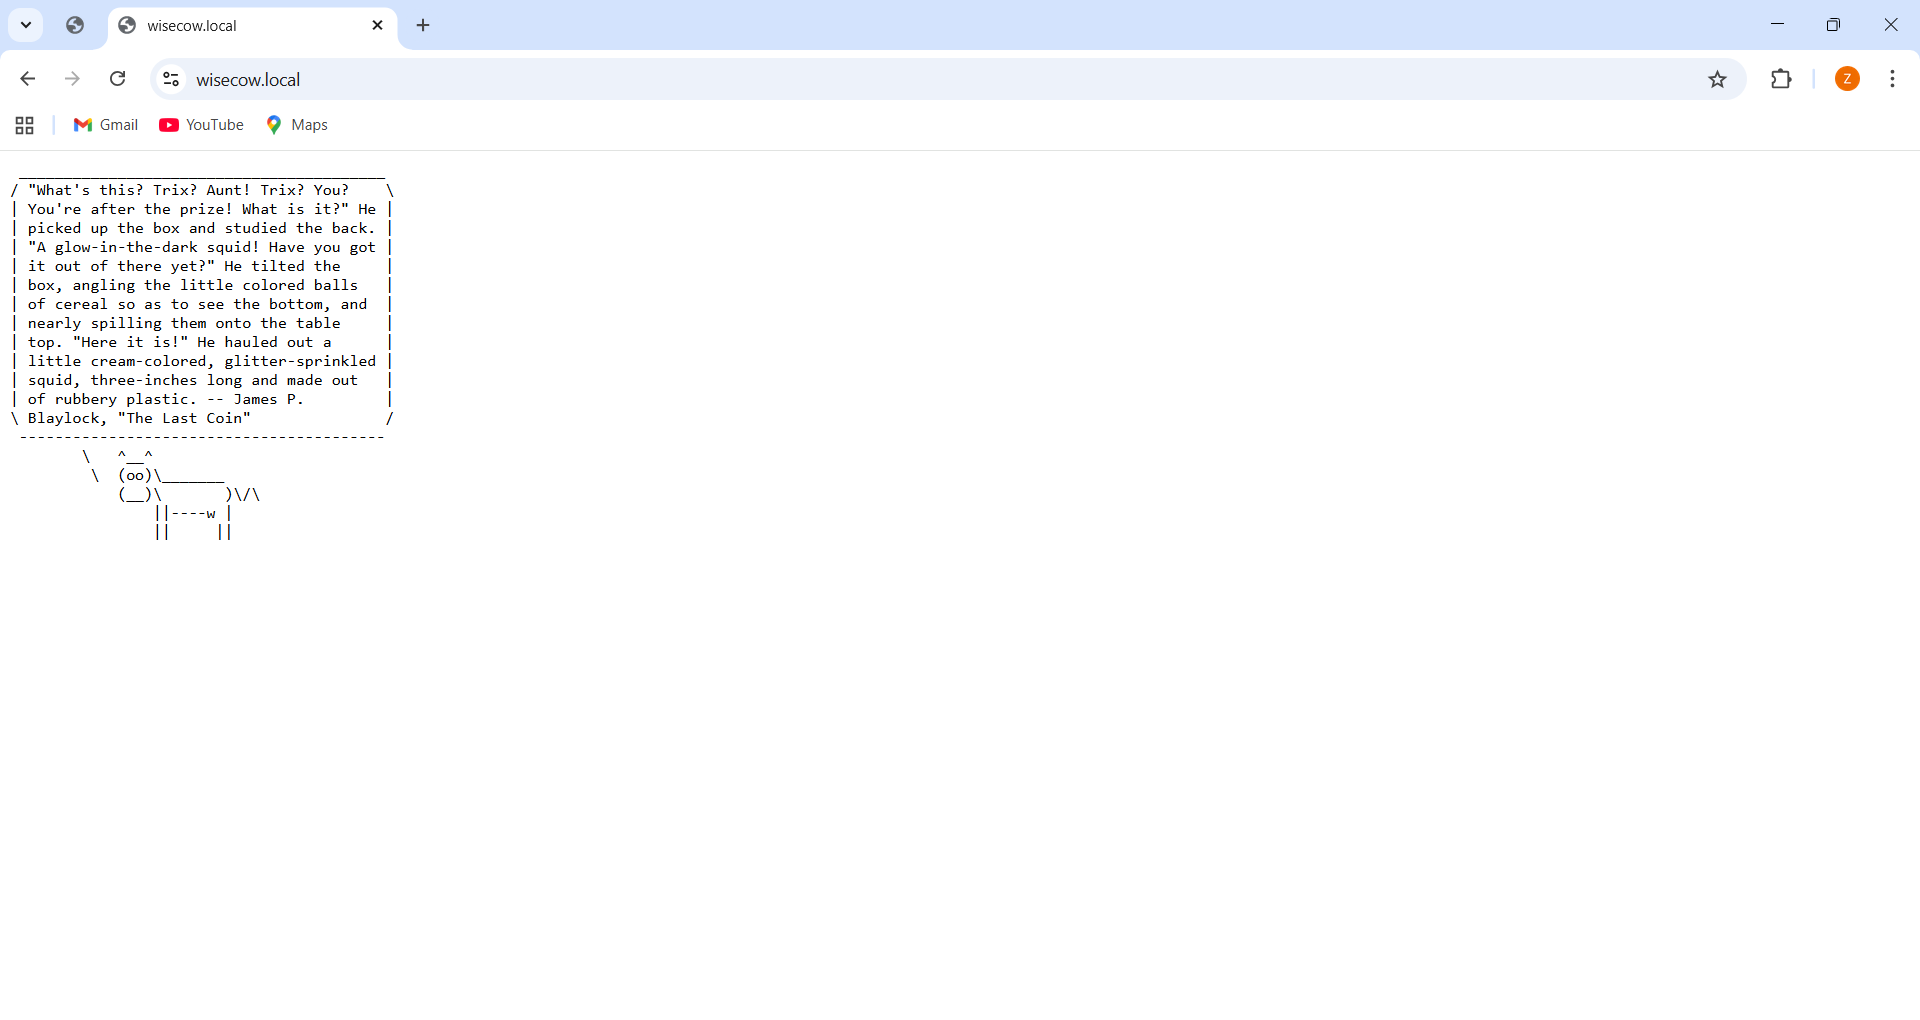 wisecow.local
wisecow.local
Z
Gmail YouTube Maps
 _________________________________________
/ "What's this? Trix? Aunt! Trix? You?    \
| You're after the prize! What is it?" He |
| picked up the box and studied the back. |
| "A glow-in-the-dark squid! Have you got |
| it out of there yet?" He tilted the     |
| box, angling the little colored balls   |
| of cereal so as to see the bottom, and  |
| nearly spilling them onto the table     |
| top. "Here it is!" He hauled out a      |
| little cream-colored, glitter-sprinkled |
| squid, three-inches long and made out   |
| of rubbery plastic. -- James P.         |
\ Blaylock, "The Last Coin"               /
 -----------------------------------------
        \   ^__^
         \  (oo)\_______
            (__)\       )\/\
                ||----w |
                ||     ||